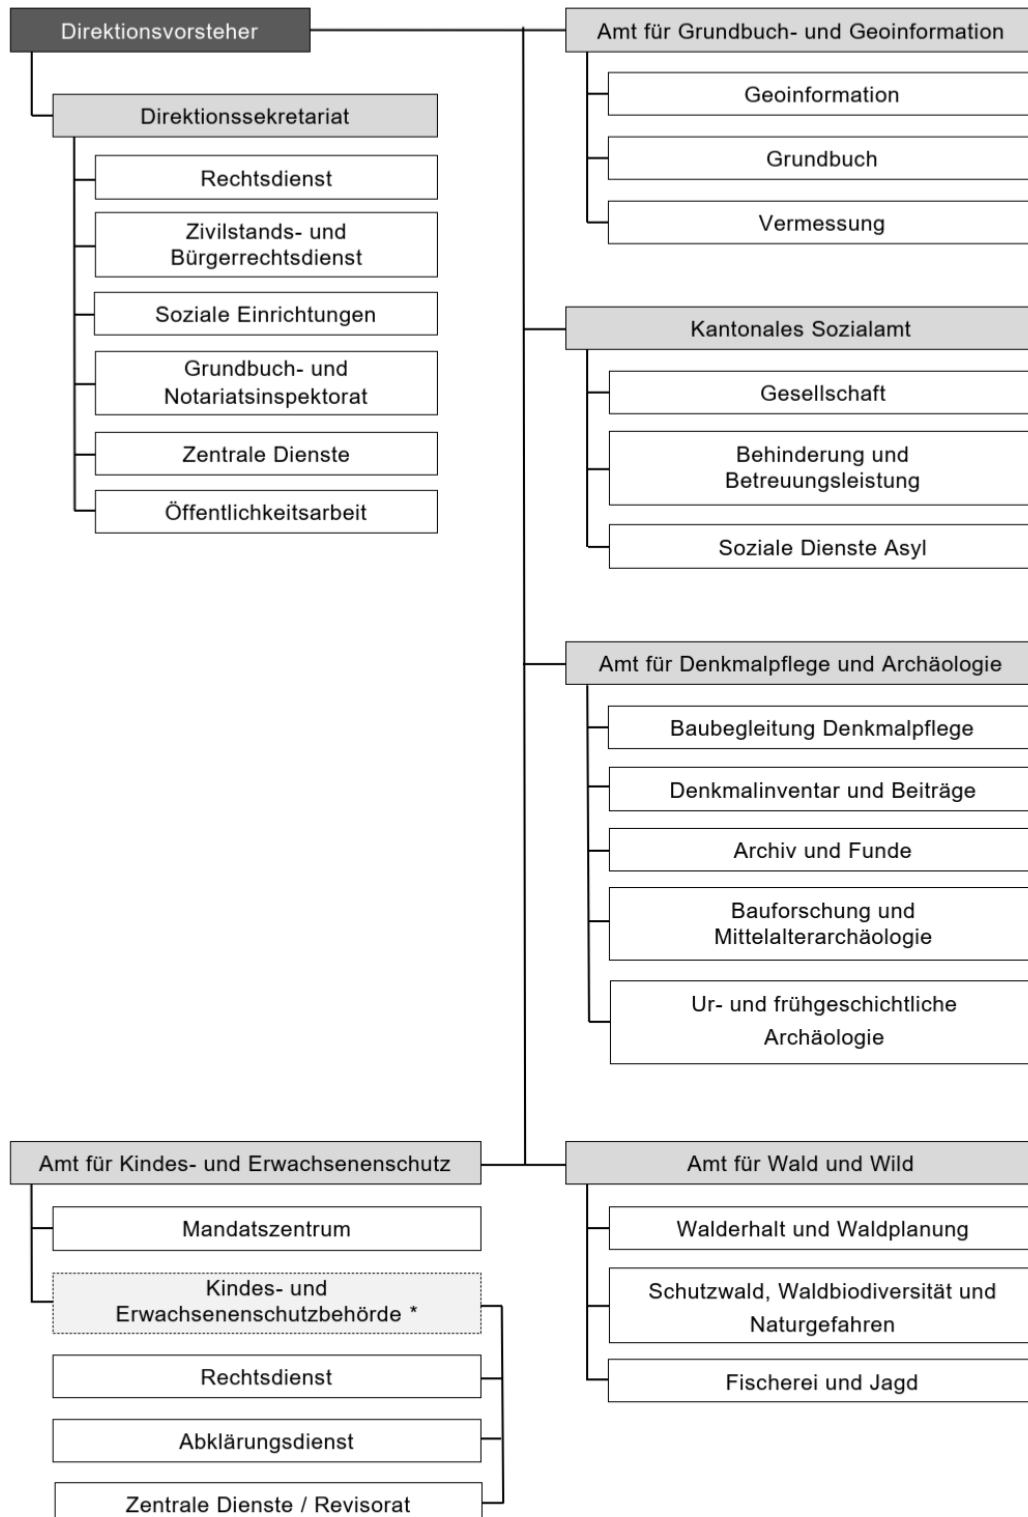 Direktionsvorsteher
Direktionssekretariat
Rechtsdienst
Zivilstands- und
Bürgerrechtsdienst
Soziale Einrichtungen
Grundbuch- und
Notariatsinspektorat
Zentrale Dienste
Öffentlichkeitsarbeit
Amt für Grundbuch- und Geoinformation
Geoinformation
Grundbuch
Vermessung
Kantonales Sozialamt
Gesellschaft
Behinderung und
Betreuungsleistung
Soziale Dienste Asyl
Amt für Denkmalpflege und Archäologie
Baubegleitung Denkmalpflege
Denkmalinventar und Beiträge
Archiv und Funde
Bauforschung und
Mittelalterarchäologie
Ur- und frühgeschichtliche
Archäologie
Amt für Kindes- und Erwachsenenschutz
Mandatszentrum
Kindes- und
Erwachsenenschutzbehörde *
Rechtsdienst
Abklärungsdienst
Zentrale Dienste / Revisorat
Amt für Wald und Wild
Walderhalt und Waldplanung
Schutzwald, Waldbiodiversität und
Naturgefahren
Fischerei und Jagd